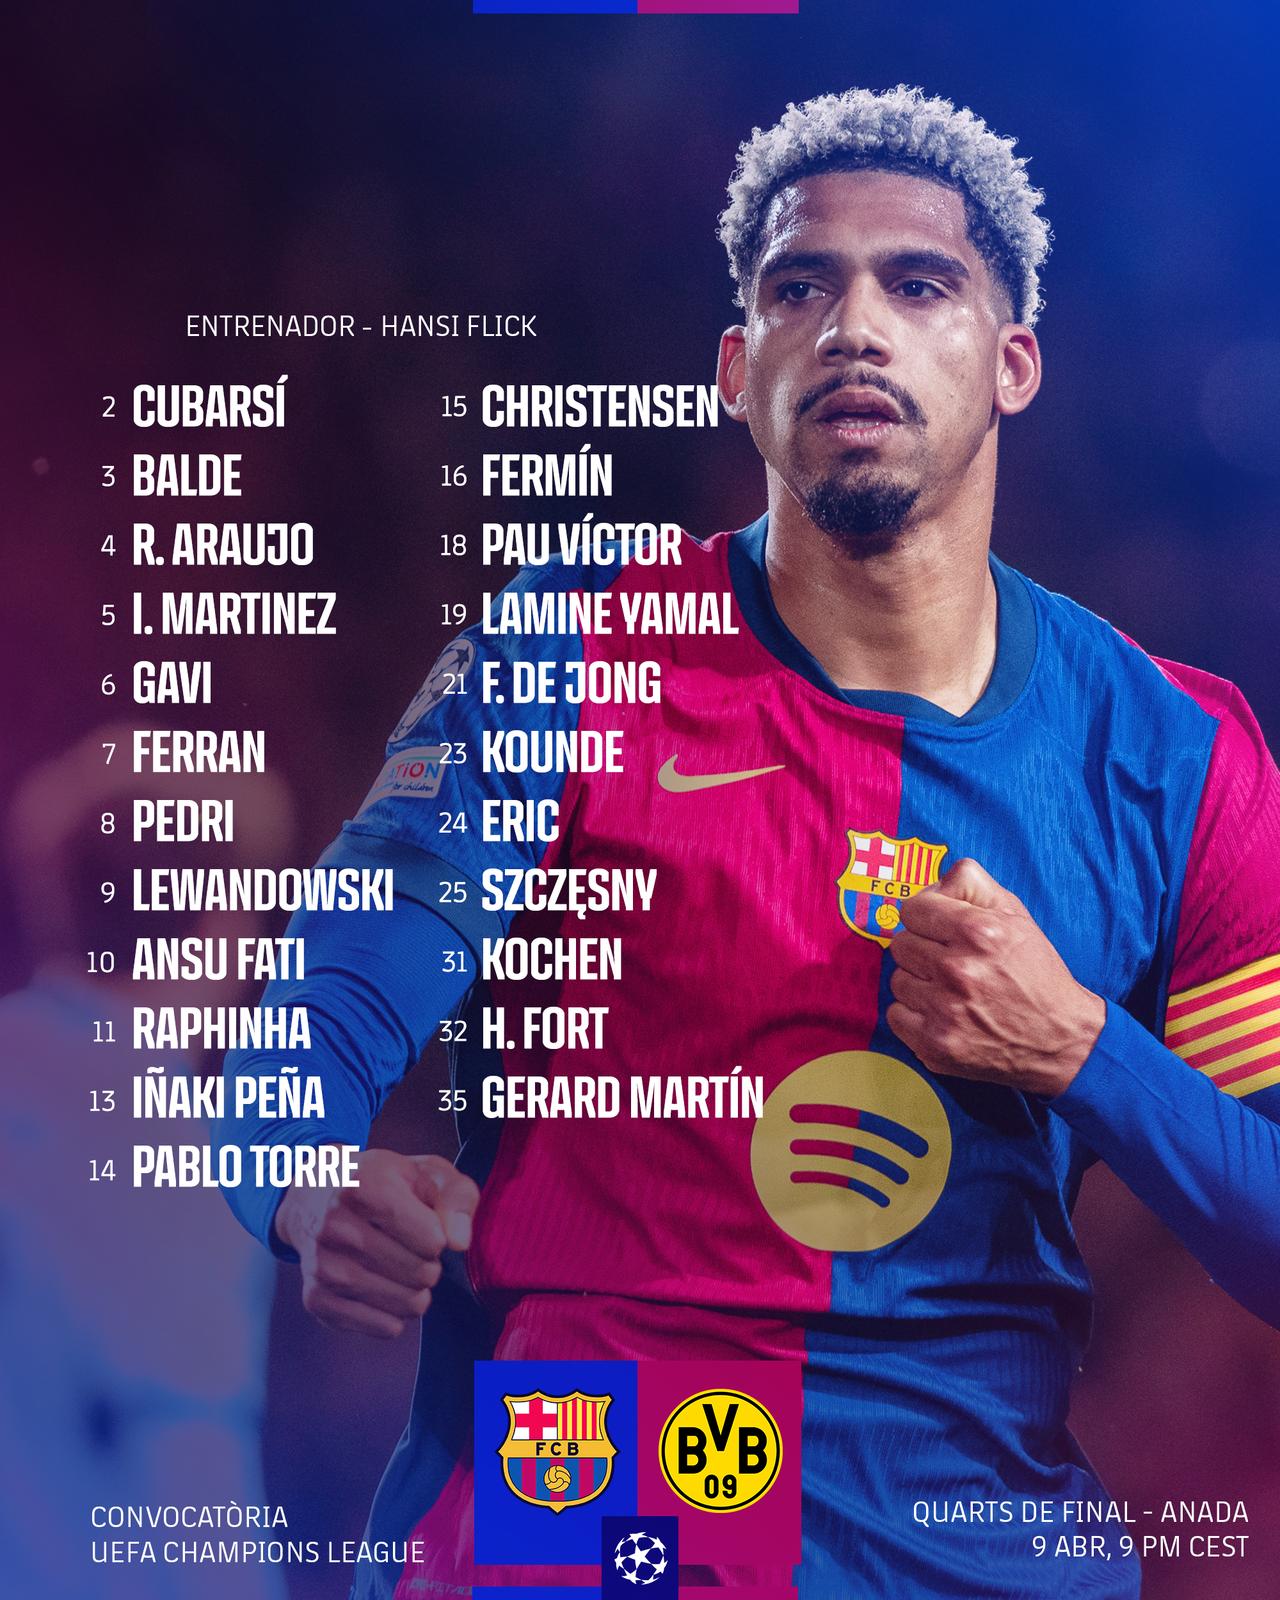 ENTRENADOR - HANSI FLICK
2 CUBARSÍ
3 BALDE
4 R. ARAUJO
5 I. MARTINEZ
6 GAVI
7 FERRAN
8 PEDRI
9 LEWANDOWSKI
10 ANSU FATI
11 RAPHINHA
13 IÑAKI PEÑA
14 PABLO TORRE
15 CHRISTENSEN
16 FERMÍN
18 PAU VÍCTOR
19 LAMINE YAMAL
21 F. DE JONG
23 KOUNDE
24 ERIC
25 SZCZĘSNY
31 KOCHEN
32 H. FORT
35 GERARD MARTÍN
for children
FCB
FCB
BVB
09
CONVOCATÒRIA
UEFA CHAMPIONS LEAGUE
QUARTS DE FINAL - ANADA
9 ABR, 9 PM CEST